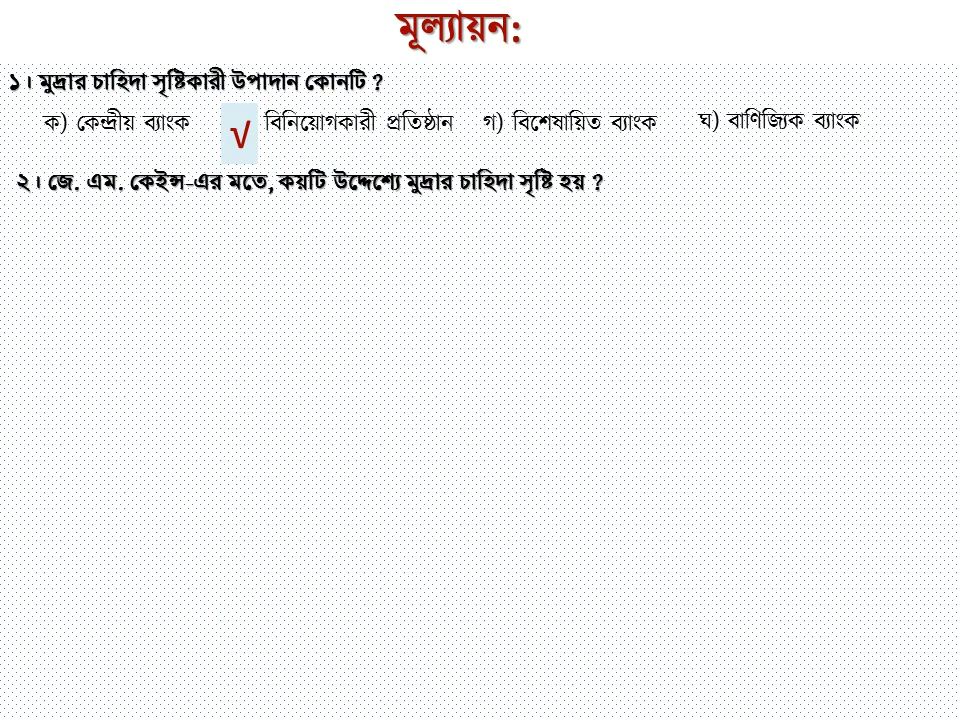 মূল্যায়ন:
১। মুদ্রার চাহিদা সৃষ্টিকারী উপাদান কোনটি ?
ক) কেন্দ্রীয় ব্যাংক √ বিনিয়োগকারী প্রতিষ্ঠান গ) বিশেষায়িত ব্যাংক ঘ) বাণিজ্যিক ব্যাংক
২। জে. এম. কেইন্স-এর মতে, কয়টি উদ্দেশ্যে মুদ্রার চাহিদা সৃষ্টি হয় ?